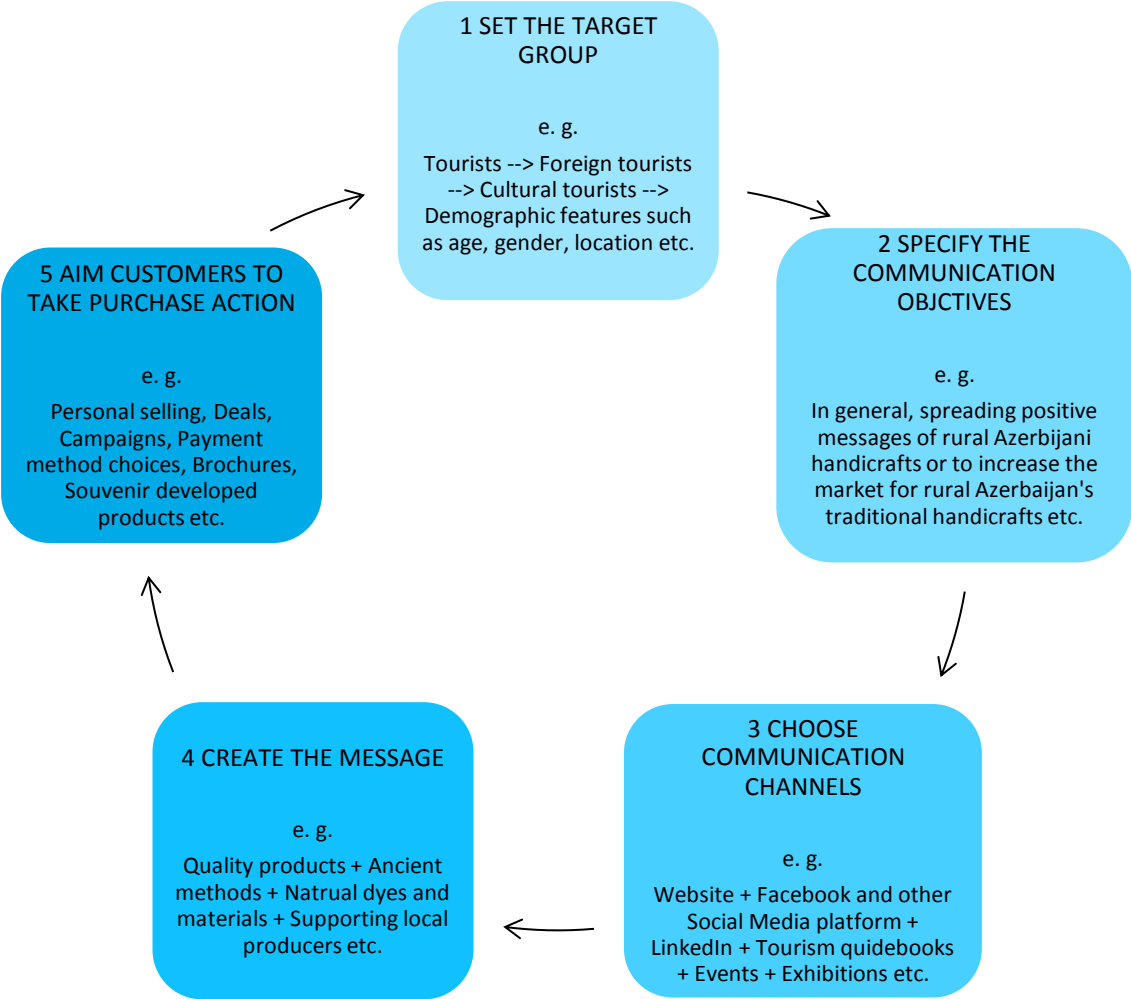 1 SET THE TARGET
GROUP
e. g.
Tourists --> Foreign tourists
--> Cultural tourists -->
Demographic features such
as age, gender, location etc.
2 SPECIFY THE
COMMUNICATION
OBJCTIVES
e. g.
In general, spreading positive
messages of rural Azerbijani
handicrafts or to increase the
market for rural Azerbaijan's
traditional handicrafts etc.
3 CHOOSE
COMMUNICATION
CHANNELS
e. g.
Website + Facebook and other
Social Media platform +
LinkedIn + Tourism quidebooks
+ Events + Exhibitions etc.
4 CREATE THE MESSAGE
e. g.
Quality products + Ancient
methods + Natrual dyes and
materials + Supporting local
producers etc.
5 AIM CUSTOMERS TO
TAKE PURCHASE ACTION
e. g.
Personal selling, Deals,
Campaigns, Payment
method choices, Brochures,
Souvenir developed
products etc.